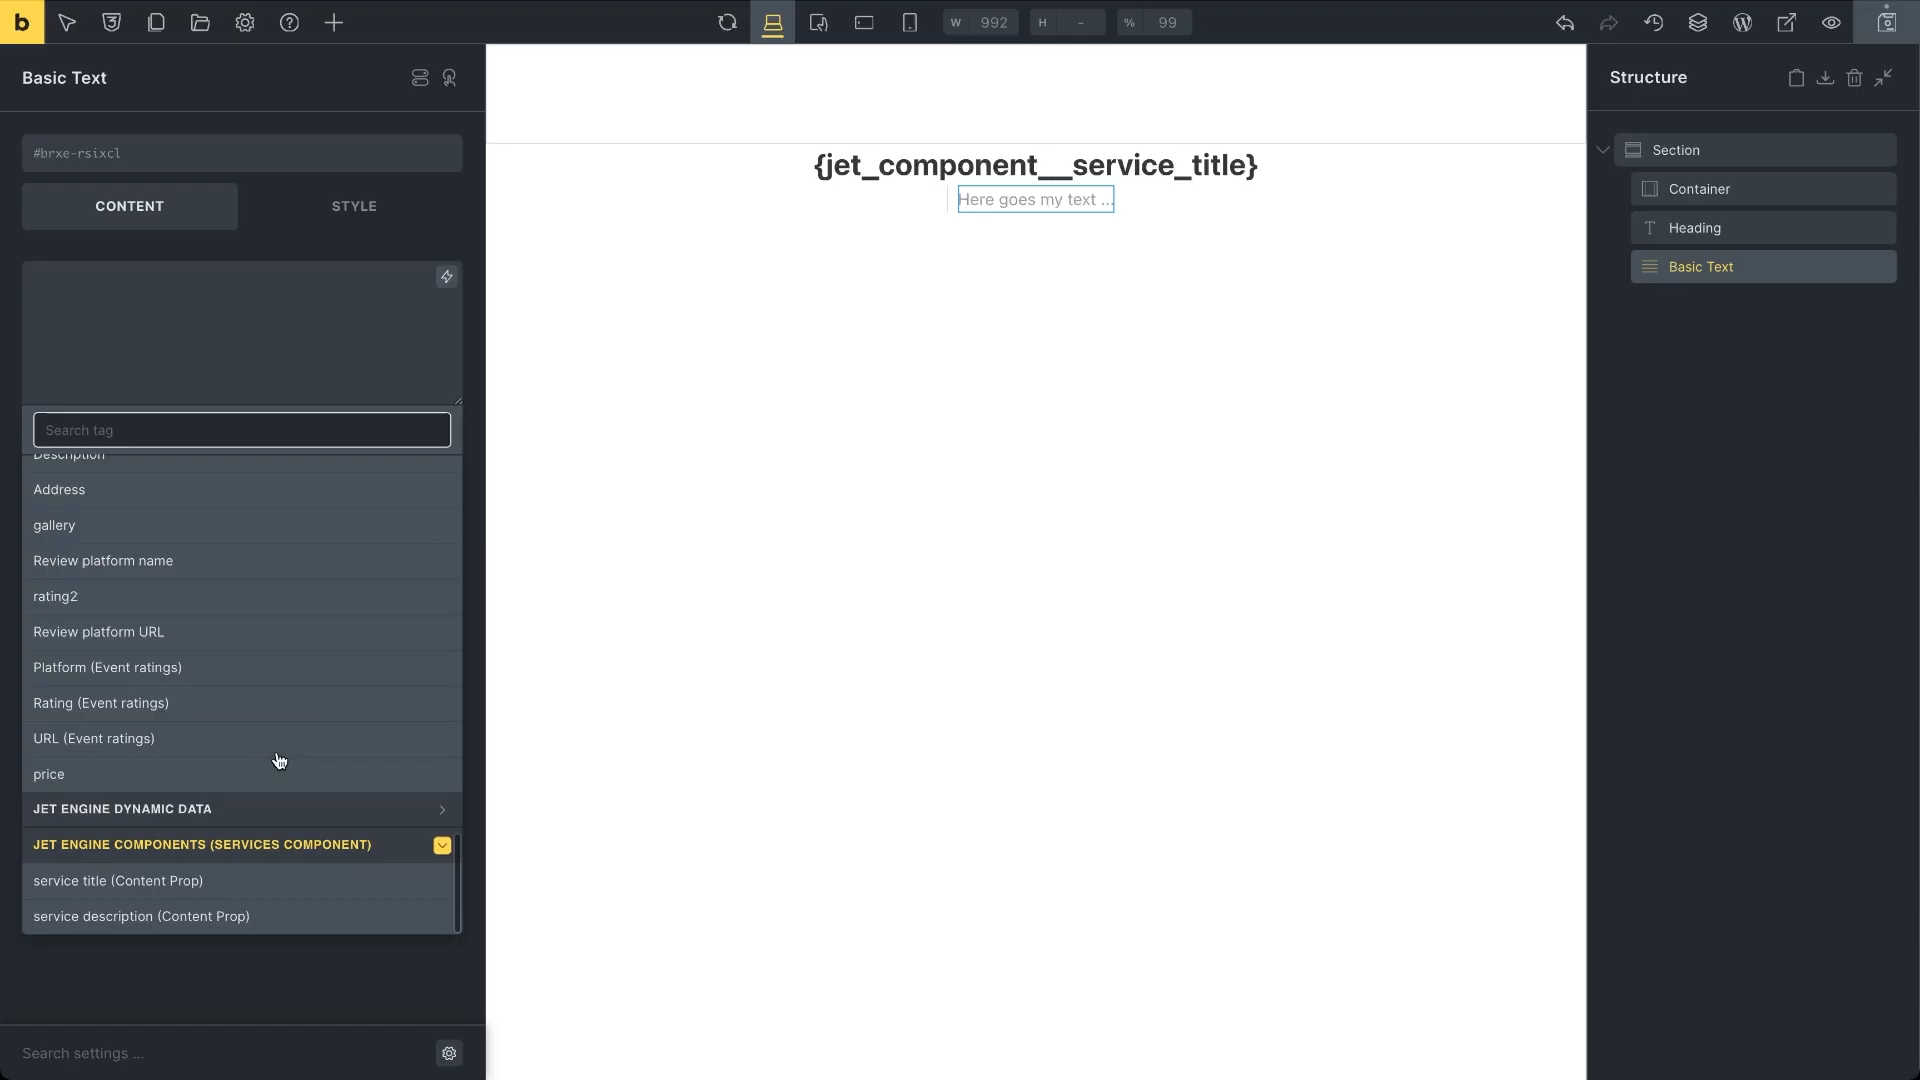 b
W 992
H -
% 99
Basic Text
#brxe-rsixcl
CONTENT
STYLE
Search tag
Description
Address
gallery
Review platform name
rating2
Review platform URL
Platform (Event ratings)
Rating (Event ratings)
URL (Event ratings)
price
JET ENGINE DYNAMIC DATA
JET ENGINE COMPONENTS (SERVICES COMPONENT)
service title (Content Prop)
service description (Content Prop)
Search settings ...
{jet_component__service_title}
Here goes my text ...
Structure
Section
Container
Heading
Basic Text